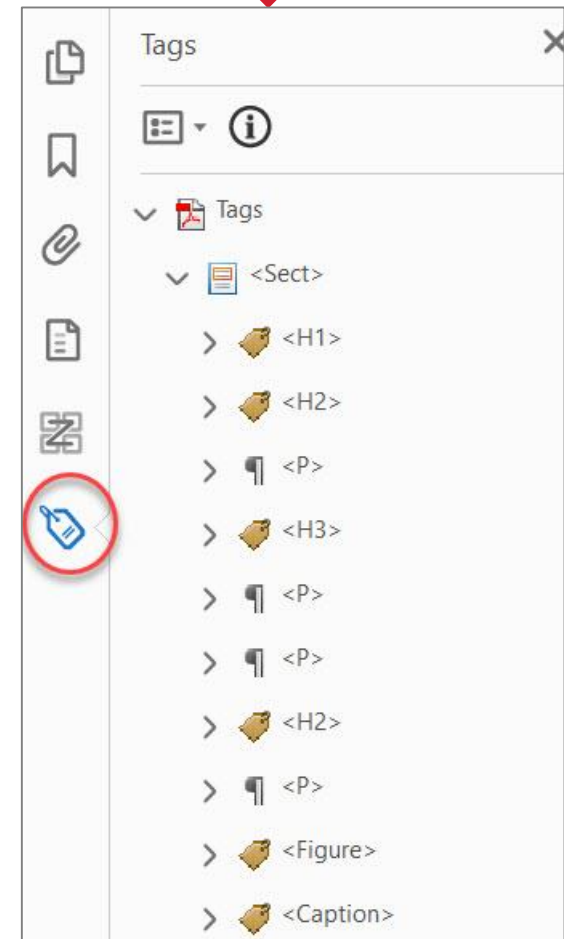 Tags
Tags
<Sect>
<H1>
<H2>
<P>
<H3>
<P>
<P>
<H2>
<P>
<Figure>
<Caption>